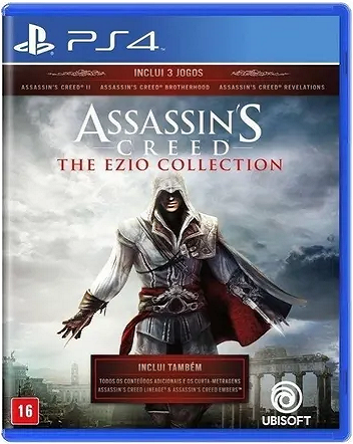 PS4
INCLUI 3 JOGOS
ASSASSIN'S CREED® II ASSASSIN'S CREED® BROTHERHOOD ASSASSIN'S CREED® REVELATIONS
ASSASSIN'S
CREED
THE EZIO COLLECTION
INCLUI TAMBÉM
TODOS OS CONTEÚDOS ADICIONAIS E OS CURTA-METRAGENS
ASSASSIN'S CREED LINEAGE™ & ASSASSIN'S CREED EMBERS™
16
UBISOFT